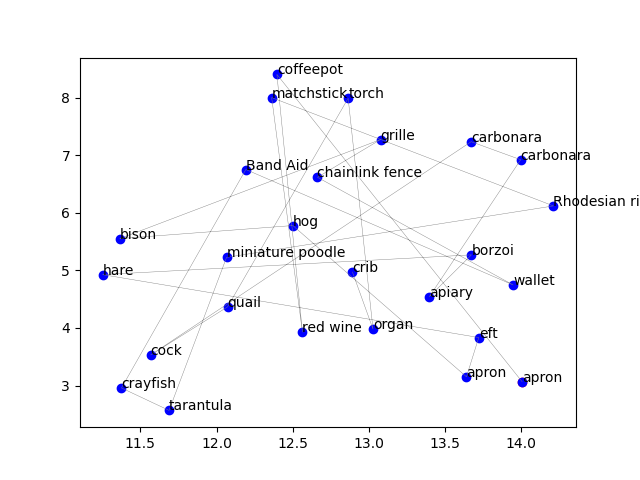 coffeepot
matchstick torch
8
grille carbonara
7
carbonara
Band Aid chainlink fence
Rhodesian ri
6
hog
bison
miniature poodle borzoi
5
hare crib wallet
apiary
quail
4
red wine organ eft
cock
apron apron
3
crayfish
tarantula
11.5 12.0 12.5 13.0 13.5 14.0